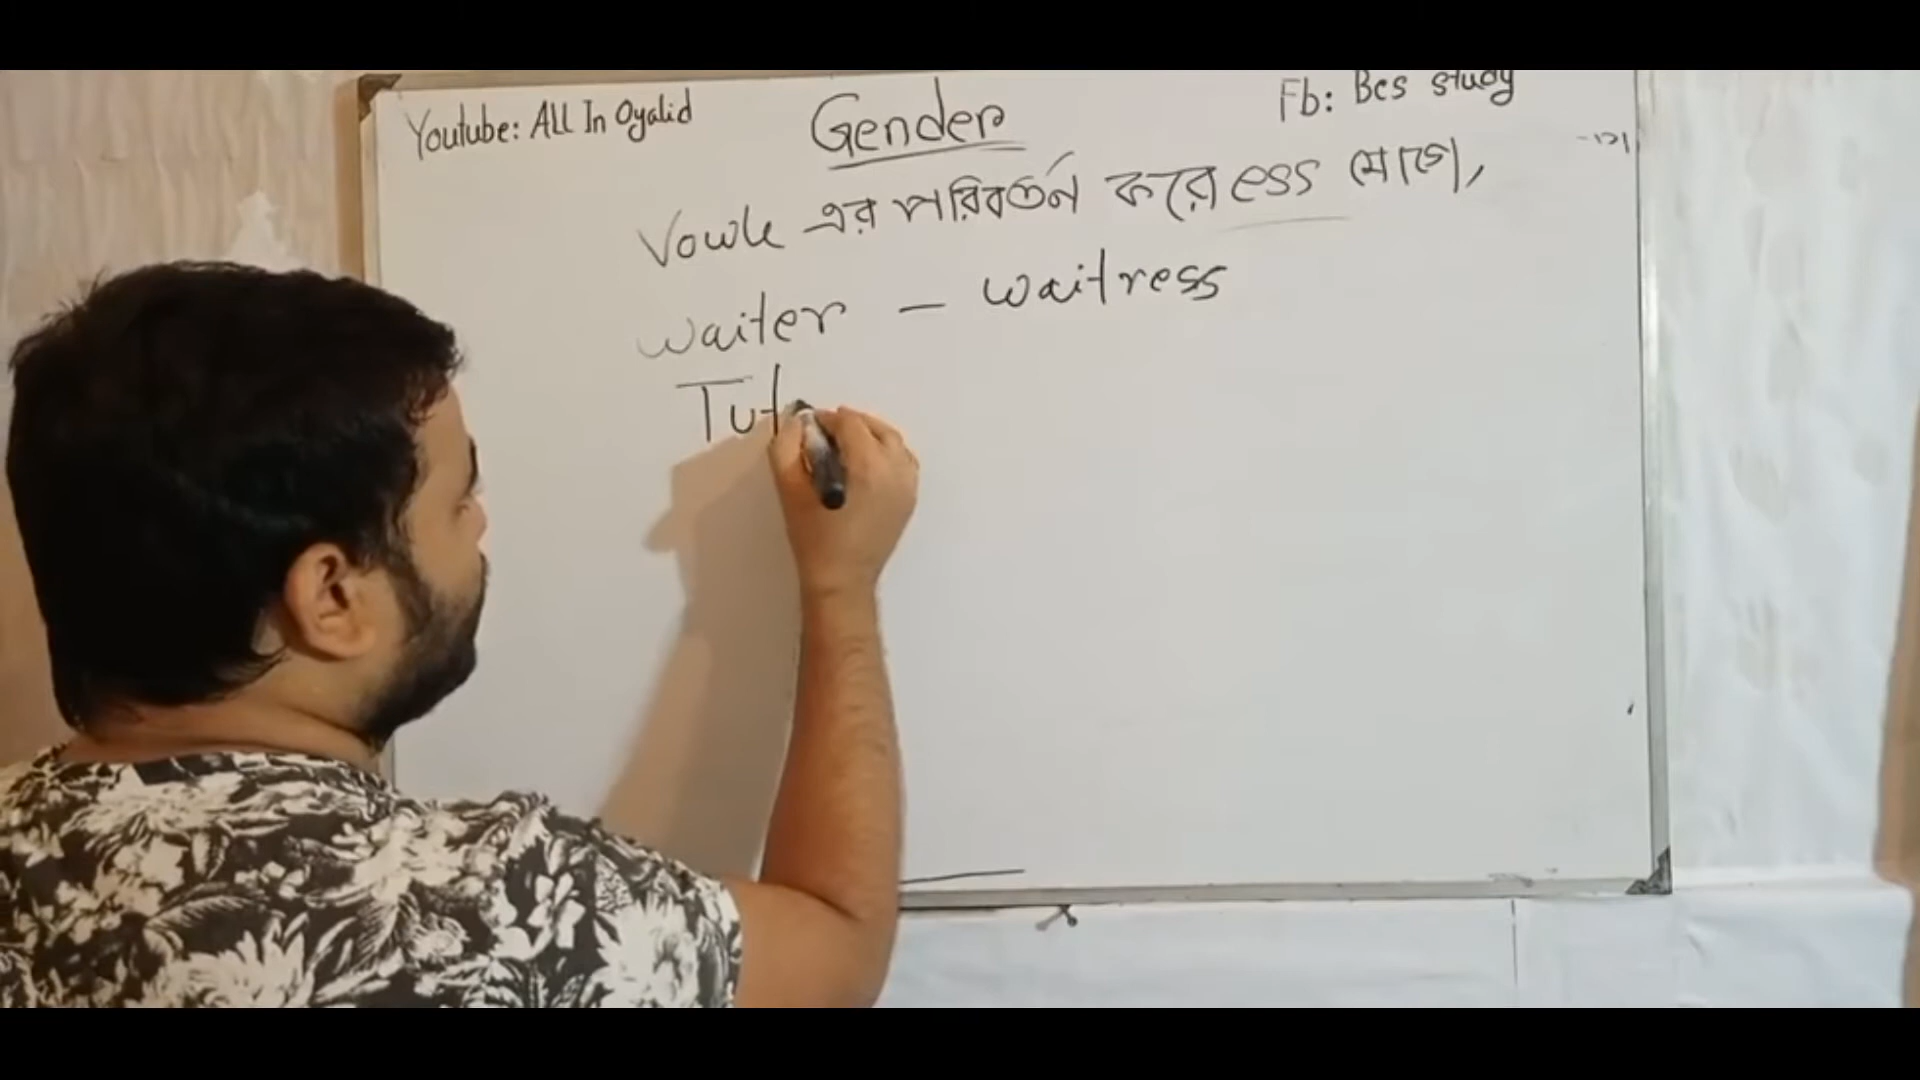 Youtube: All In Oyalid
Gender
Fb: Bcs study
Vowle এর পরিবর্তন করে ess যোগে,
waiter – waitress
Tut